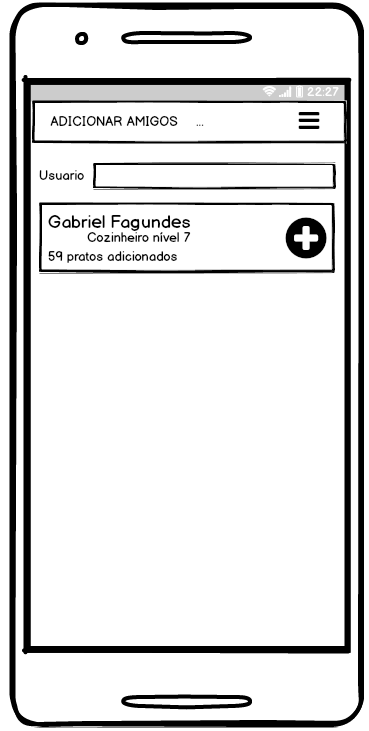 22:27
ADICIONAR AMIGOS ...
Usuario
Gabriel Fagundes
Cozinheiro nível 7
59 pratos adicionados